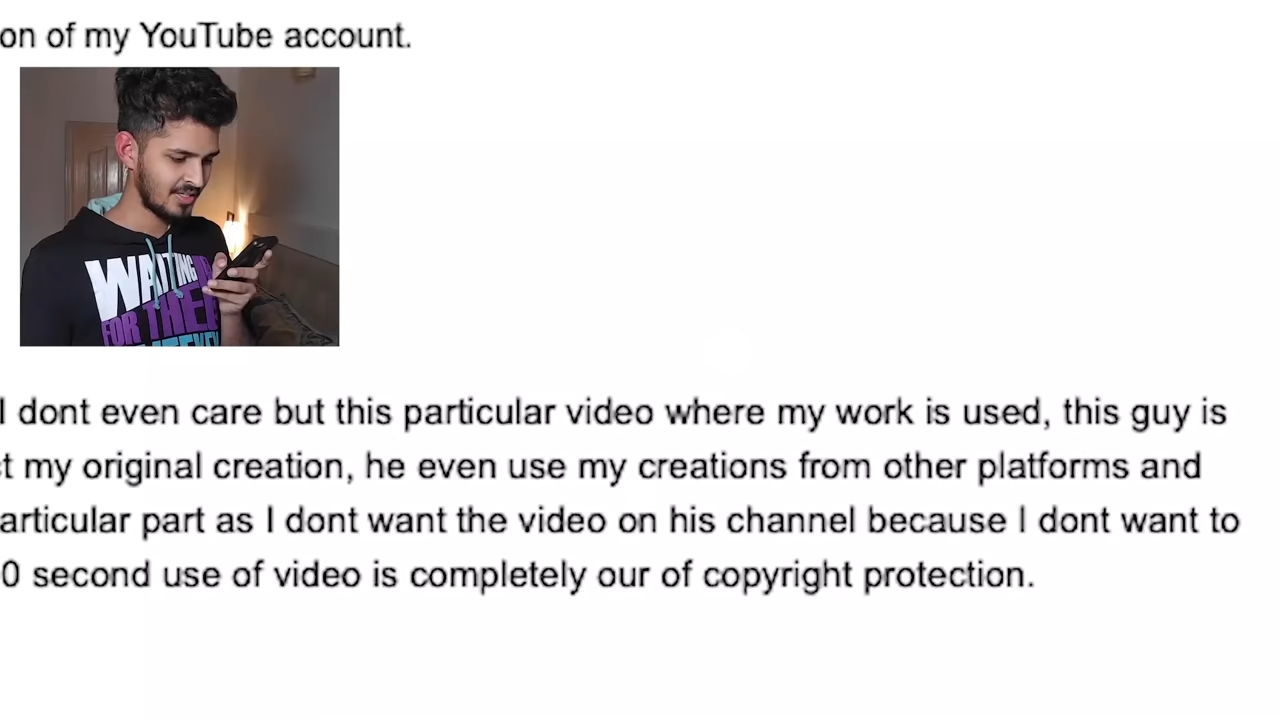 on of my YouTube account.
WAITING
FOR THE
I dont even care but this particular video where my work is used, this guy is
ct my original creation, he even use my creations from other platforms and
articular part as I dont want the video on his channel because I dont want to
0 second use of video is completely our of copyright protection.